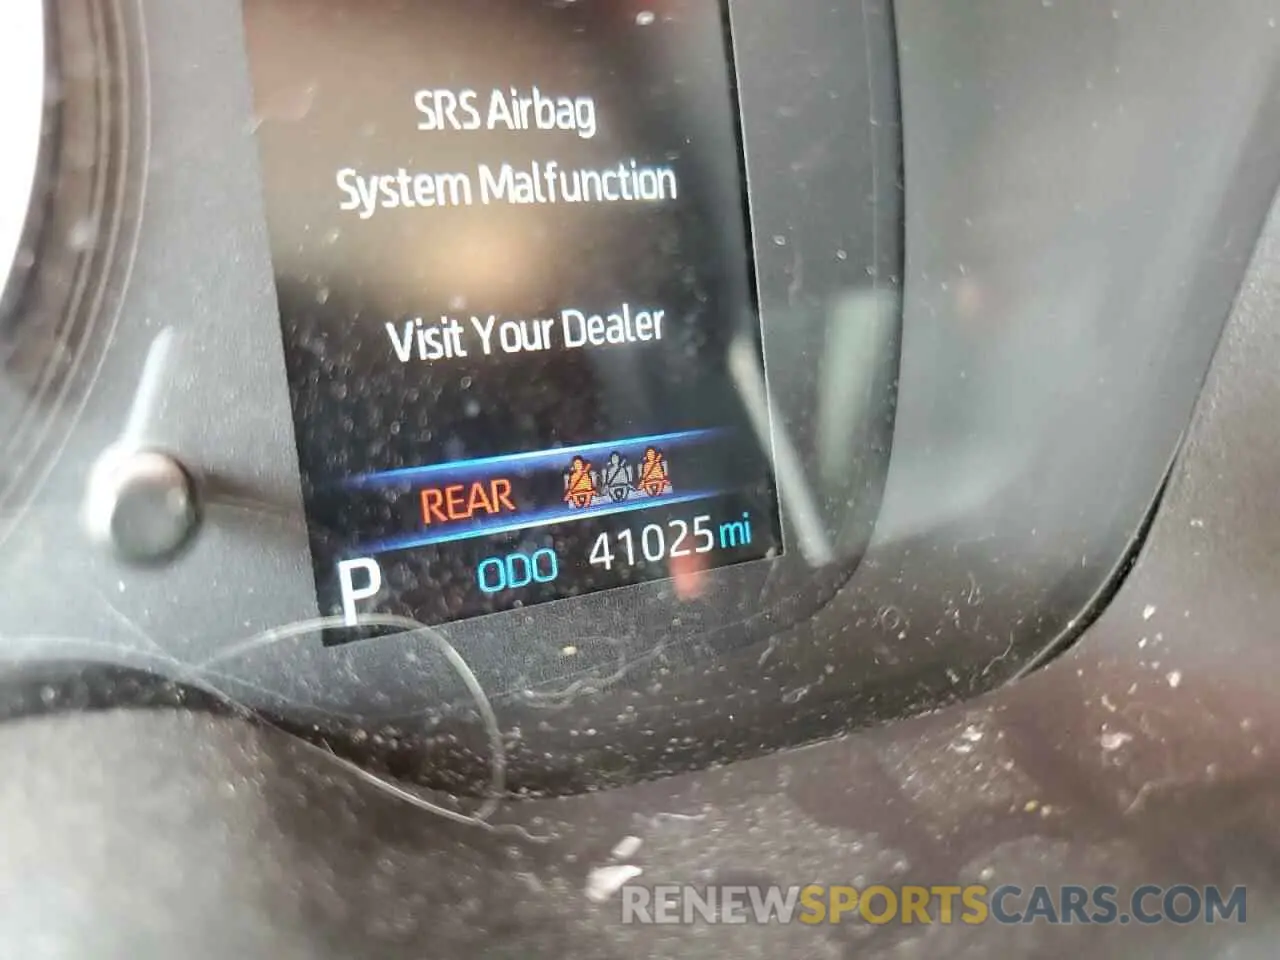 SRS Airbag
System Malfunction
Visit Your Dealer
REAR
P ODO 41025 mi
RENEWSPORTSCARS.COM